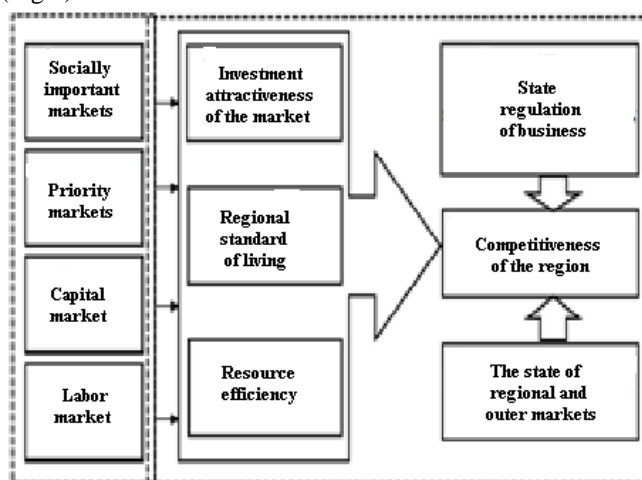 Socially
important
markets
Priority
markets
Capital
market
Labor
market
Investment
attractiveness
of the market
Regional
standard
of living
Resource
efficiency
State
regulation
of business
Competitiveness
of the region
The state of
regional and
outer markets